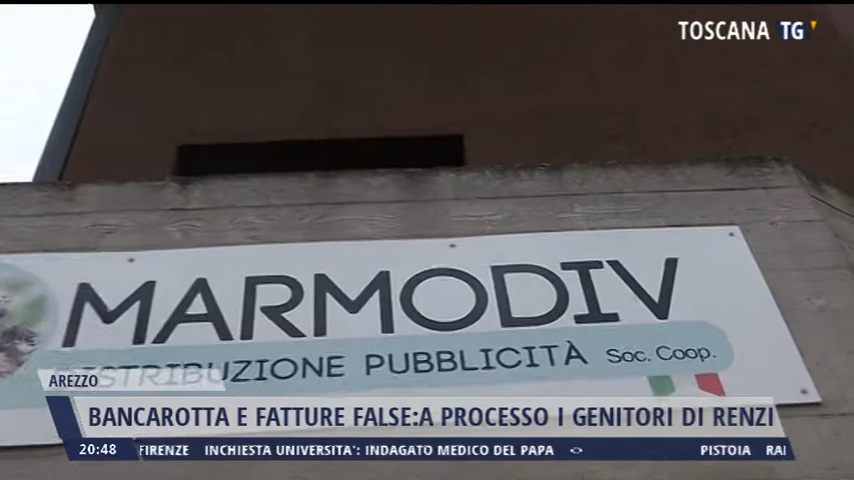 TOSCANA TG
MARMODIV
DISTRIBUZIONE PUBBLICITÀ Soc. Coop.
AREZZO
BANCAROTTA E FATTURE FALSE:A PROCESSO I GENITORI DI RENZI
20:48 FIRENZE INCHIESTA UNIVERSITA': INDAGATO MEDICO DEL PAPA PISTOIA RAI